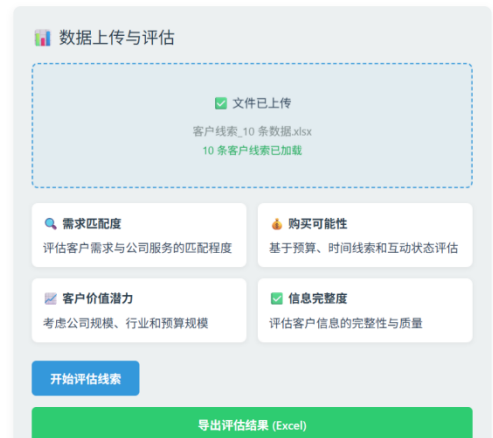 数据上传与评估
文件已上传
客户线索_10 条数据.xlsx
10 条客户线索已加载
需求匹配度
评估客户需求与公司服务的匹配程度
购买可能性
基于预算、时间线索和互动状态评估
客户价值潜力
考虑公司规模、行业和预算规模
信息完整度
评估客户信息的完整性与质量
开始评估线索
导出评估结果 (Excel)